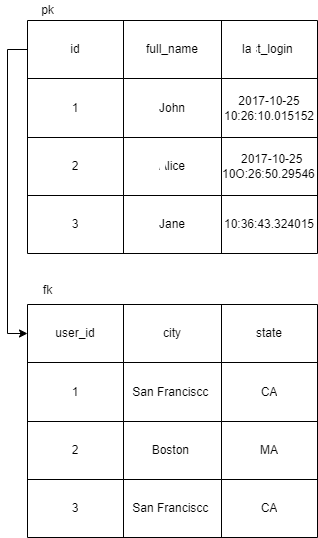 pk
id full_name la t_login
1 John 2017-10-25
10:26:10.015152
2 lice 2017-10-25
10O:26:50.29546
3 Jane 10:36:43.324015
fk
user_id city state
1 San Franciscc CA
2 Boston MA
3 San Franciscc CA